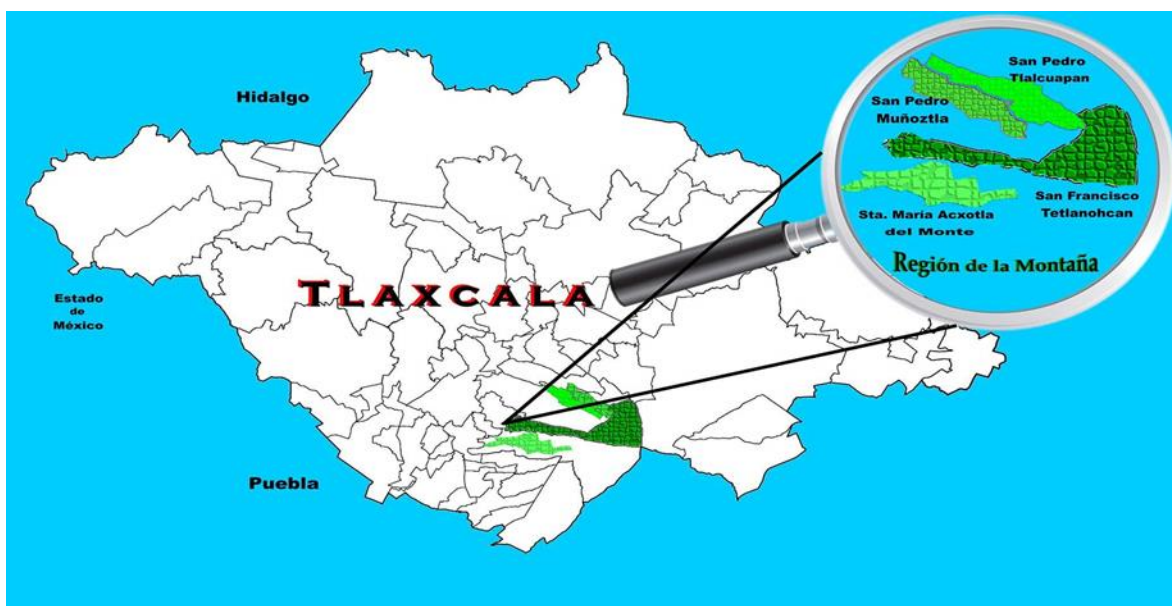 Hidalgo
San Pedro
Tlalcuapan
San Pedro
Muñoztla
San Francisco
Tetlanohcan
Sta. María Acxotla
del Monte
Región de la Montaña
TLAXCALA
Estado
de
México
Puebla